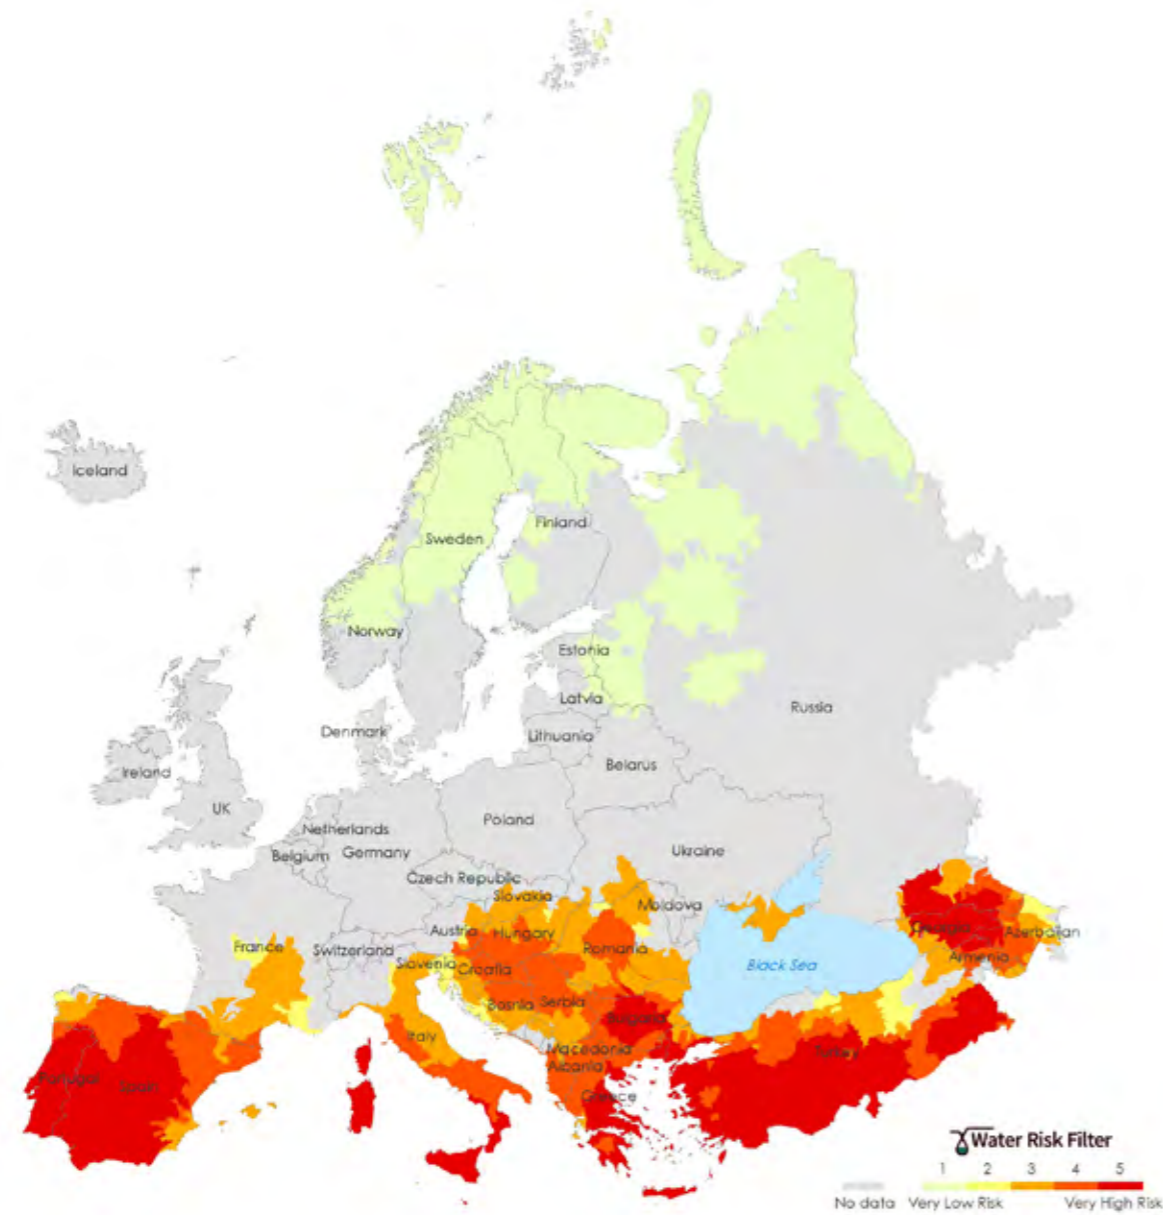 Iceland
Finland
Sweden
Norway
Estonia
Latvia
Russia
Denmark
Lithuania
Belarus
Ireland
UK
Poland
Netherlands
Belgium
Germany
Ukraine
Czech Republic
Slovakia
Moldova
Austria
Hungary
France
Switzerland
Romania
Georgia
Azerbaijan
Slovenia
Croatia
Black Sea
Armenia
Bosnia
Serbia
Bulgaria
Italy
Macedonia
Turkey
Albania
Portugal
Spain
Greece
Water Risk Filter
1 2 3 4 5
No data Very Low Risk Very High Risk